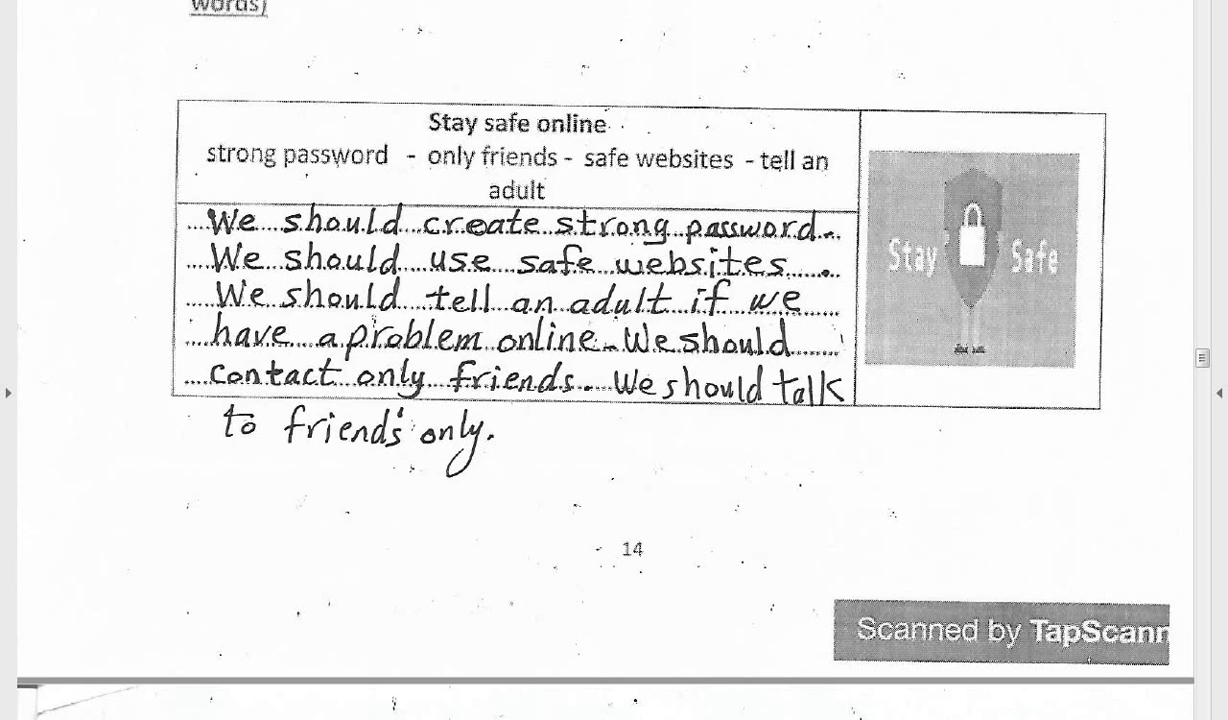 words)
Stay safe online
strong password - only friends - safe websites - tell an
adult
We should create strong password.
We should use safe websites.
We should tell an adult if we
have a problem online. We should
contact only friends. We should talk
to friends only.
Stay Safe
14
Scanned by TapScann